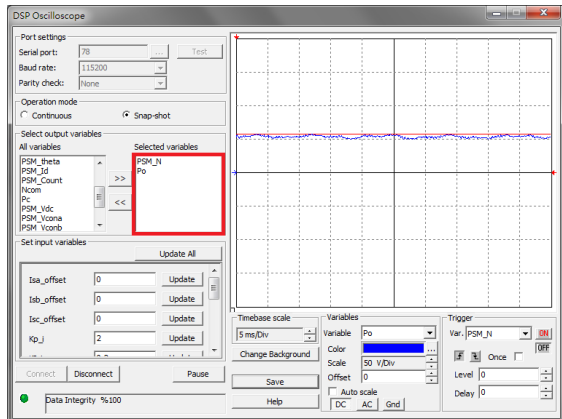 DSP Oscilloscope
Port settings
Serial port: 78 ... Test
Baud rate: 115200
Parity check: None
Operation mode
Continuous Snap-shot
Select output variables
All variables Selected variables
PSM_theta
PSM_Id
PSM_Count
Ncom
Pc
PSM_Vdc
PSM_Vcona
PSM_Vconb
>>
<<
PSM_N
Po
Set input variables
Update All
Isa_offset 0 Update
Isb_offset 0 Update
Isc_offset 0 Update
Kp_i 2 Update
Connect Disconnect Pause
Data Integrity %100
Timebase scale
5 ms/Div
Change Background
Save
Help
Variables
Variable Po
Color ...
Scale 50 V/Div
Offset 0
Auto scale
DC AC Gnd
Trigger
Var. PSM_N ON
OFF
Once
Level 0
Delay 0